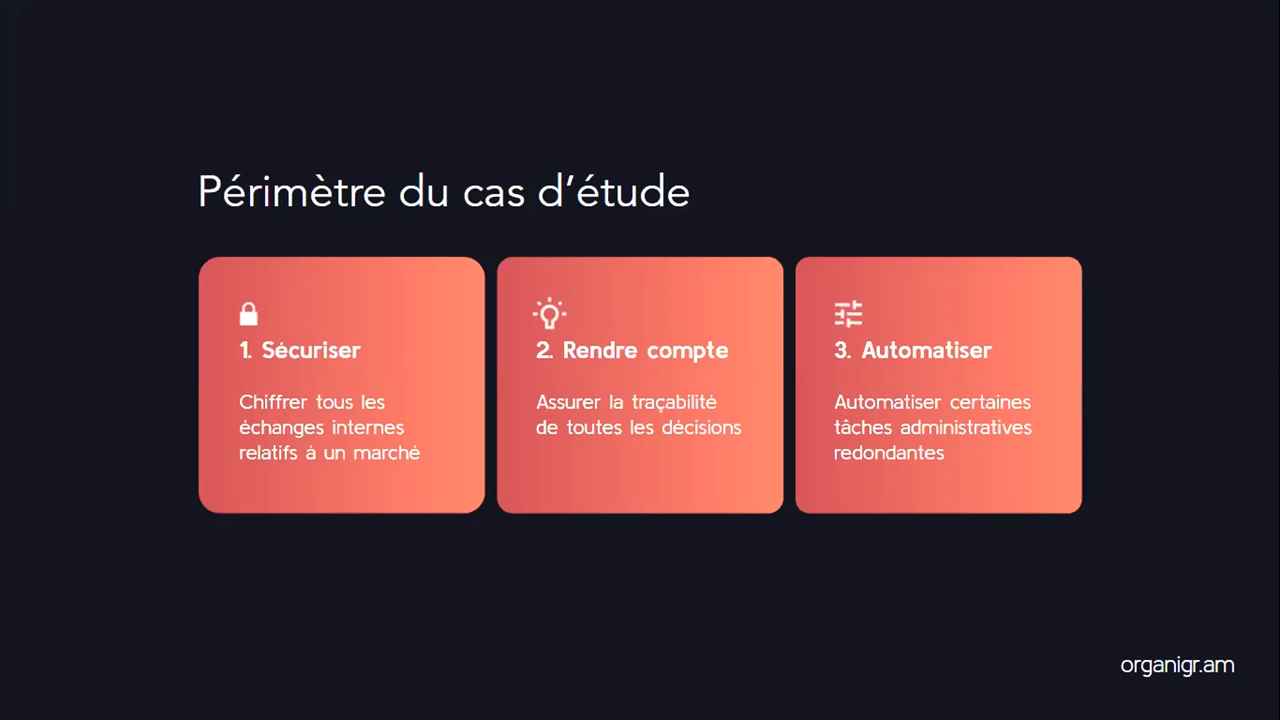 Périmètre du cas d’étude
1. Sécuriser
Chiffrer tous les
échanges internes
relatifs à un marché
2. Rendre compte
Assurer la traçabilité
de toutes les décisions
3. Automatiser
Automatiser certaines
tâches administratives
redondantes
organigr.am